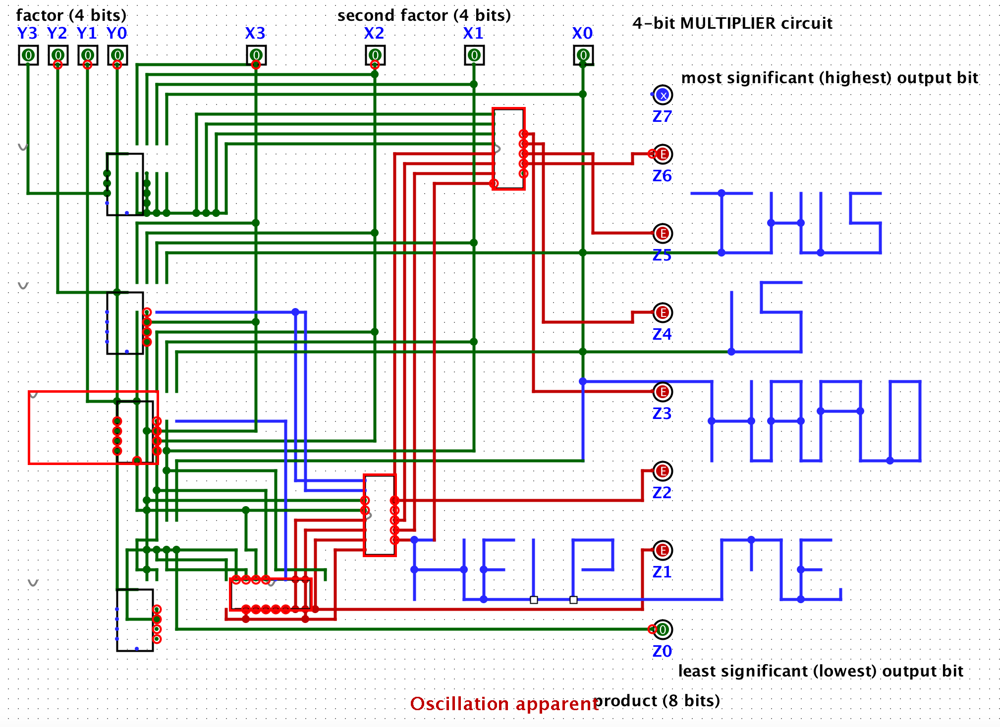 factor (4 bits) second factor (4 bits) 4-bit MULTIPLIER circuit
Y3 Y2 Y1 Y0 X3 X2 X1 X0
0 0 0 0 0 0 0 0
most significant (highest) output bit
x
Z7
E
Z6
THIS
E
Z5
IS
E
Z4
HARD
E
Z3
E
Z2
HELP ME
E
Z1
0
Z0
least significant (lowest) output bit
Oscillation apparent product (8 bits)